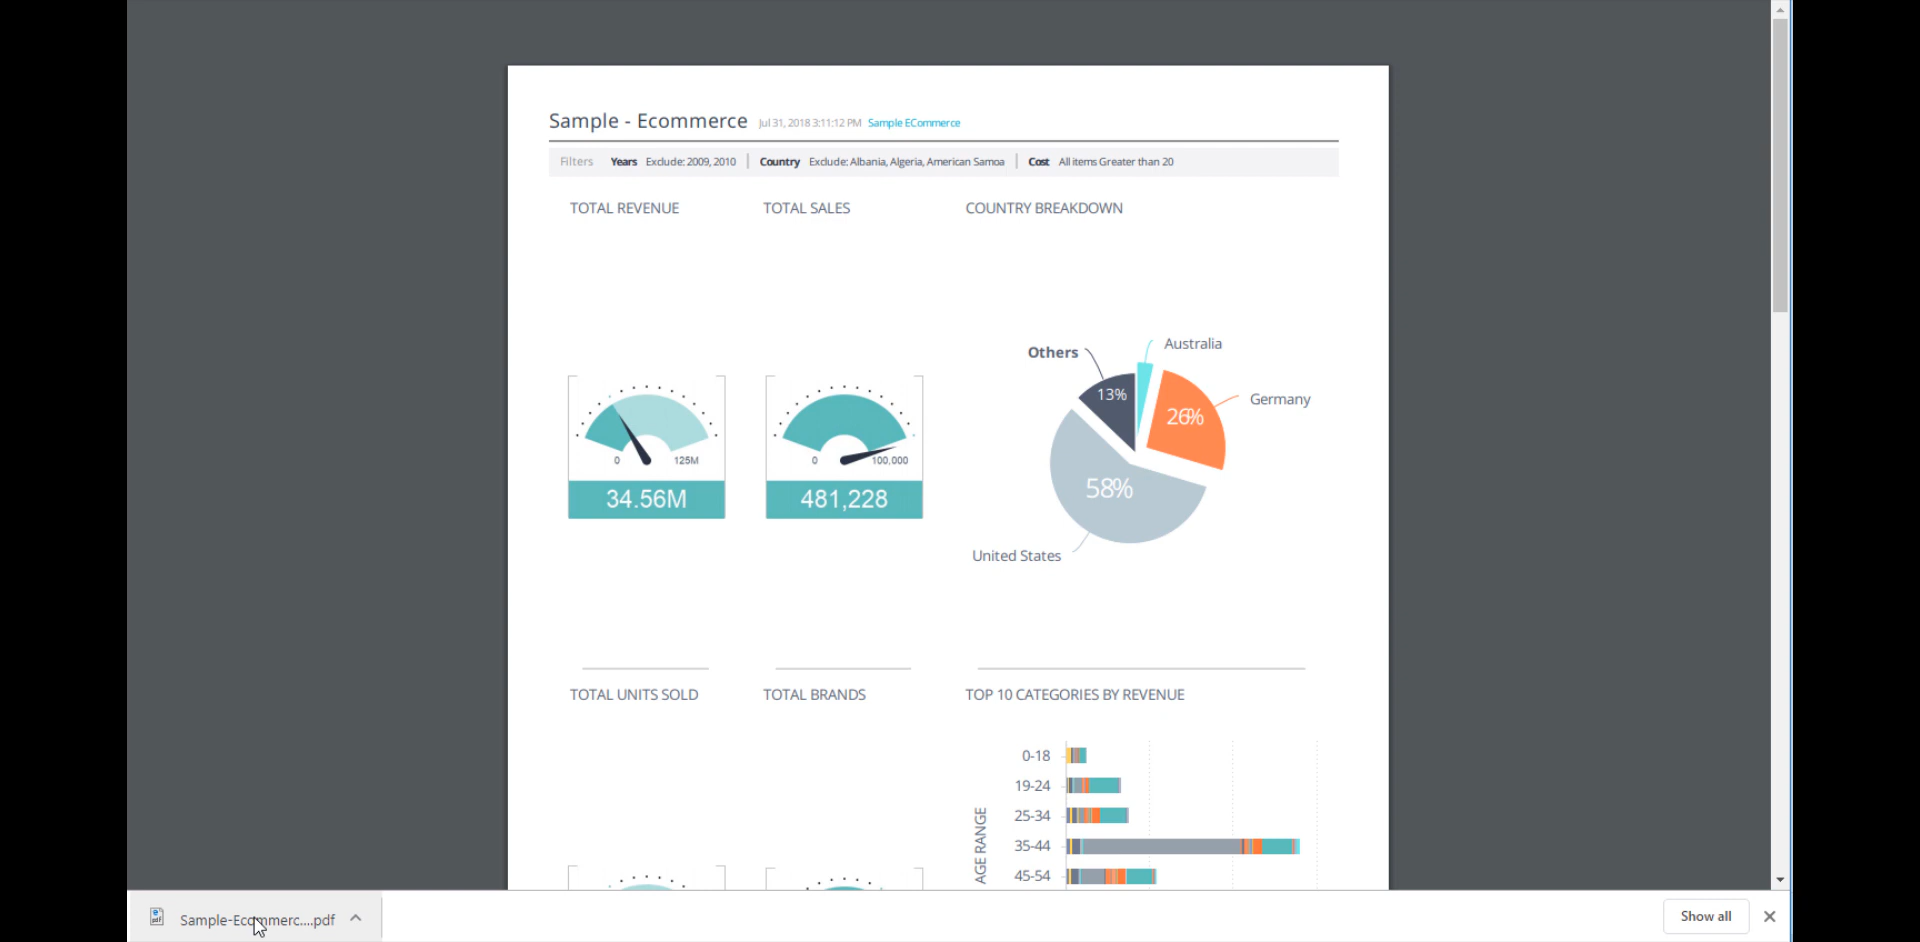 Sample - Ecommerce Jul 31, 2018 3:11:12 PM Sample ECommerce
Filters Years Exclude: 2009, 2010 Country Exclude: Albania, Algeria, American Samoa Cost All items Greater than 20
TOTAL REVENUE
0 125M
34.56M
TOTAL SALES
0 100,000
481,228
COUNTRY BREAKDOWN
Others
Australia
13%
26%
Germany
58%
United States
TOTAL UNITS SOLD
TOTAL BRANDS
TOP 10 CATEGORIES BY REVENUE
AGE RANGE
0-18
19-24
25-34
35-44
45-54
Sample-Ecommerc....pdf
Show all